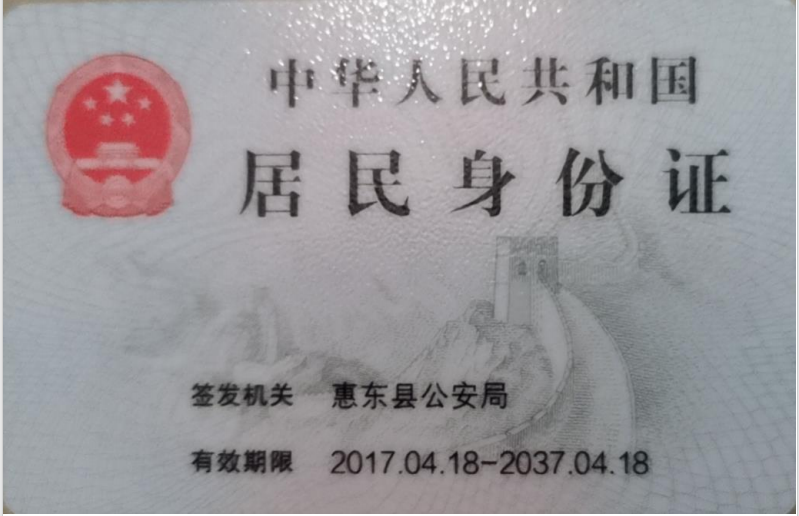 中华人民共和国
居民身份证
签发机关 惠东县公安局
有效期限 2017.04.18-2037.04.18